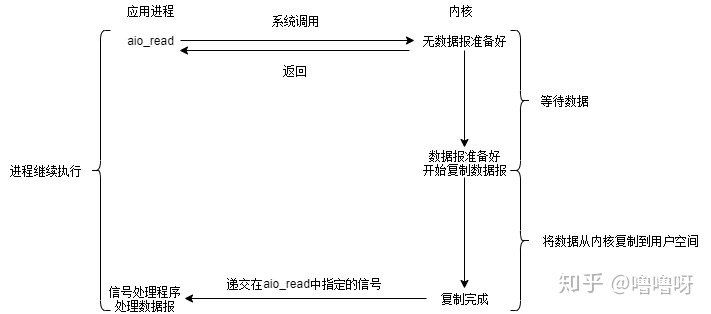 应用进程
内核
系统调用
aio_read
无数据报准备好
返回
等待数据
数据报准备好
开始复制数据报
进程继续执行
将数据从内核复制到用户空间
递交在aio_read中指定的信号
信号处理程序
处理数据报
复制完成
知乎 @噜噜呀